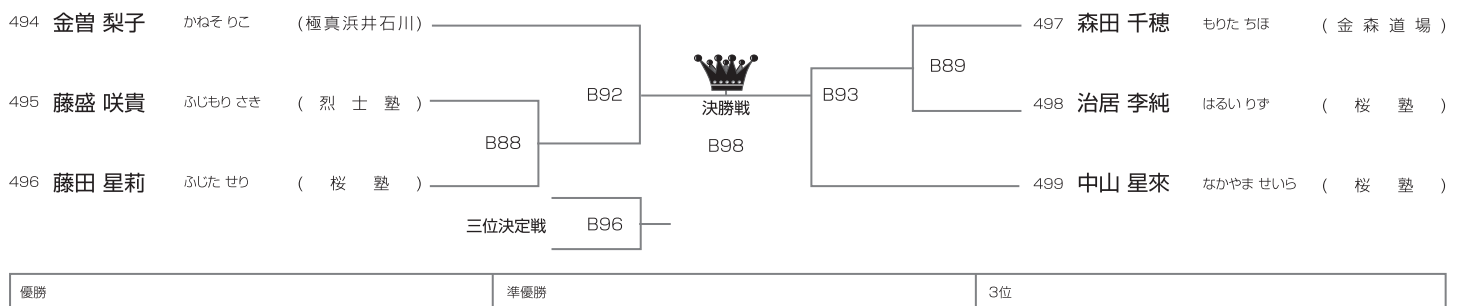 494 金曽 梨子 かねそ りこ (極真浜井石川)
495 藤盛 咲貴 ふじもり さき ( 烈 士 塾 )
496 藤田 星莉 ふじた せり ( 桜 塾 )
B88
B92
決勝戦
B98
三位決定戦 B96
B93
B89
497 森田 千穂 もりた ちほ ( 金 森 道 場 )
498 治居 李純 はるい りず ( 桜 塾 )
499 中山 星來 なかやま せいら ( 桜 塾 )
優勝 準優勝 3位